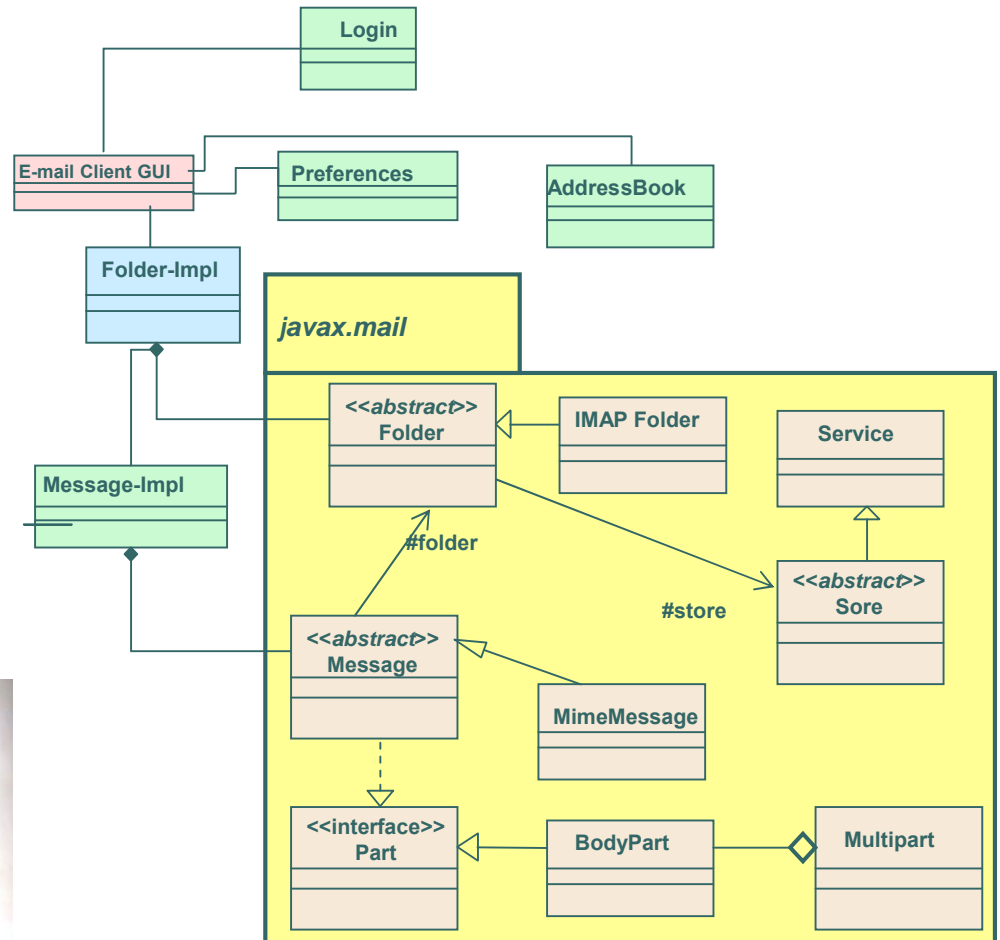 Login
E-mail Client GUI
Preferences
AddressBook
Folder-Impl
javax.mail
<<abstract>>
Folder
IMAP Folder
Service
Message-Impl
#folder
<<abstract>>
Sore
#store
<<abstract>>
Message
MimeMessage
<<interface>>
Part
BodyPart
Multipart